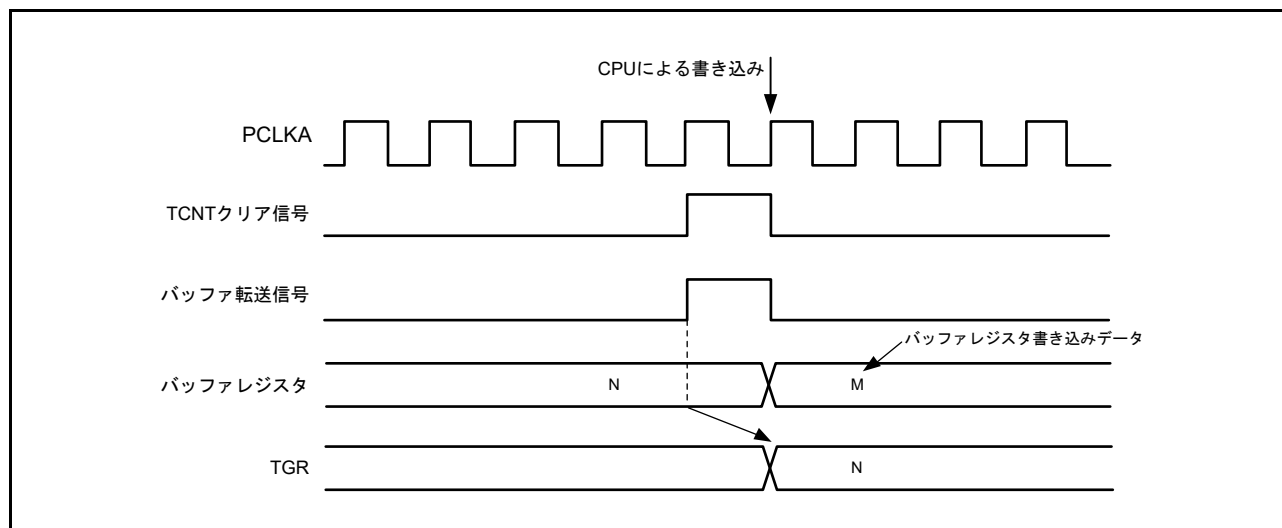 CPUによる書き込み
PCLKA
TCNTクリア信号
バッファ転送信号
バッファレジスタ書き込みデータ
バッファレジスタ
N
M
TGR
N